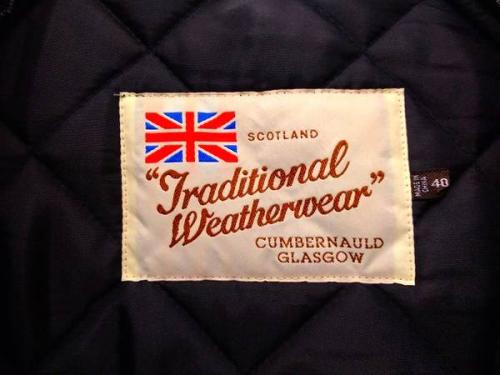 SCOTLAND
"Traditional
Weatherwear"
CUMBERNAULD
GLASGOW
MADE IN
CHINA
40